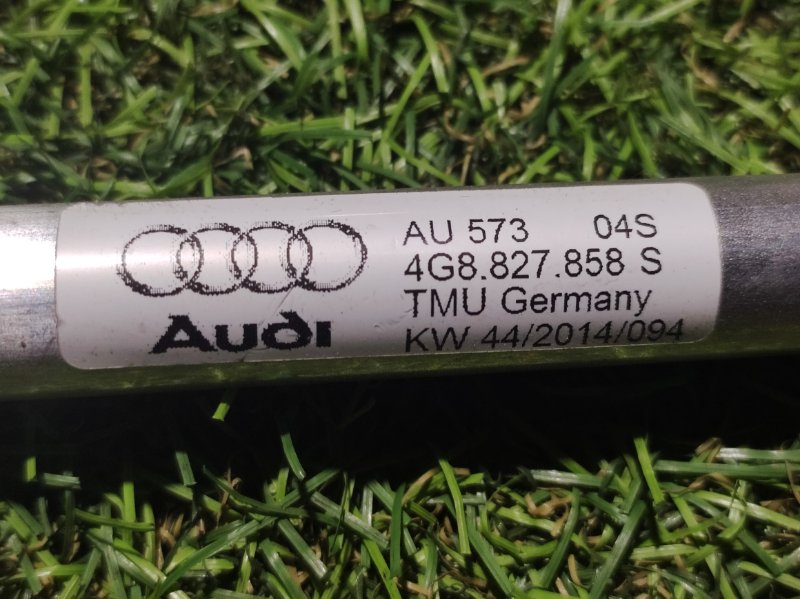 Audi
AU 573 04S
4G8.827.858 S
TMU Germany
KW 44/2014/094